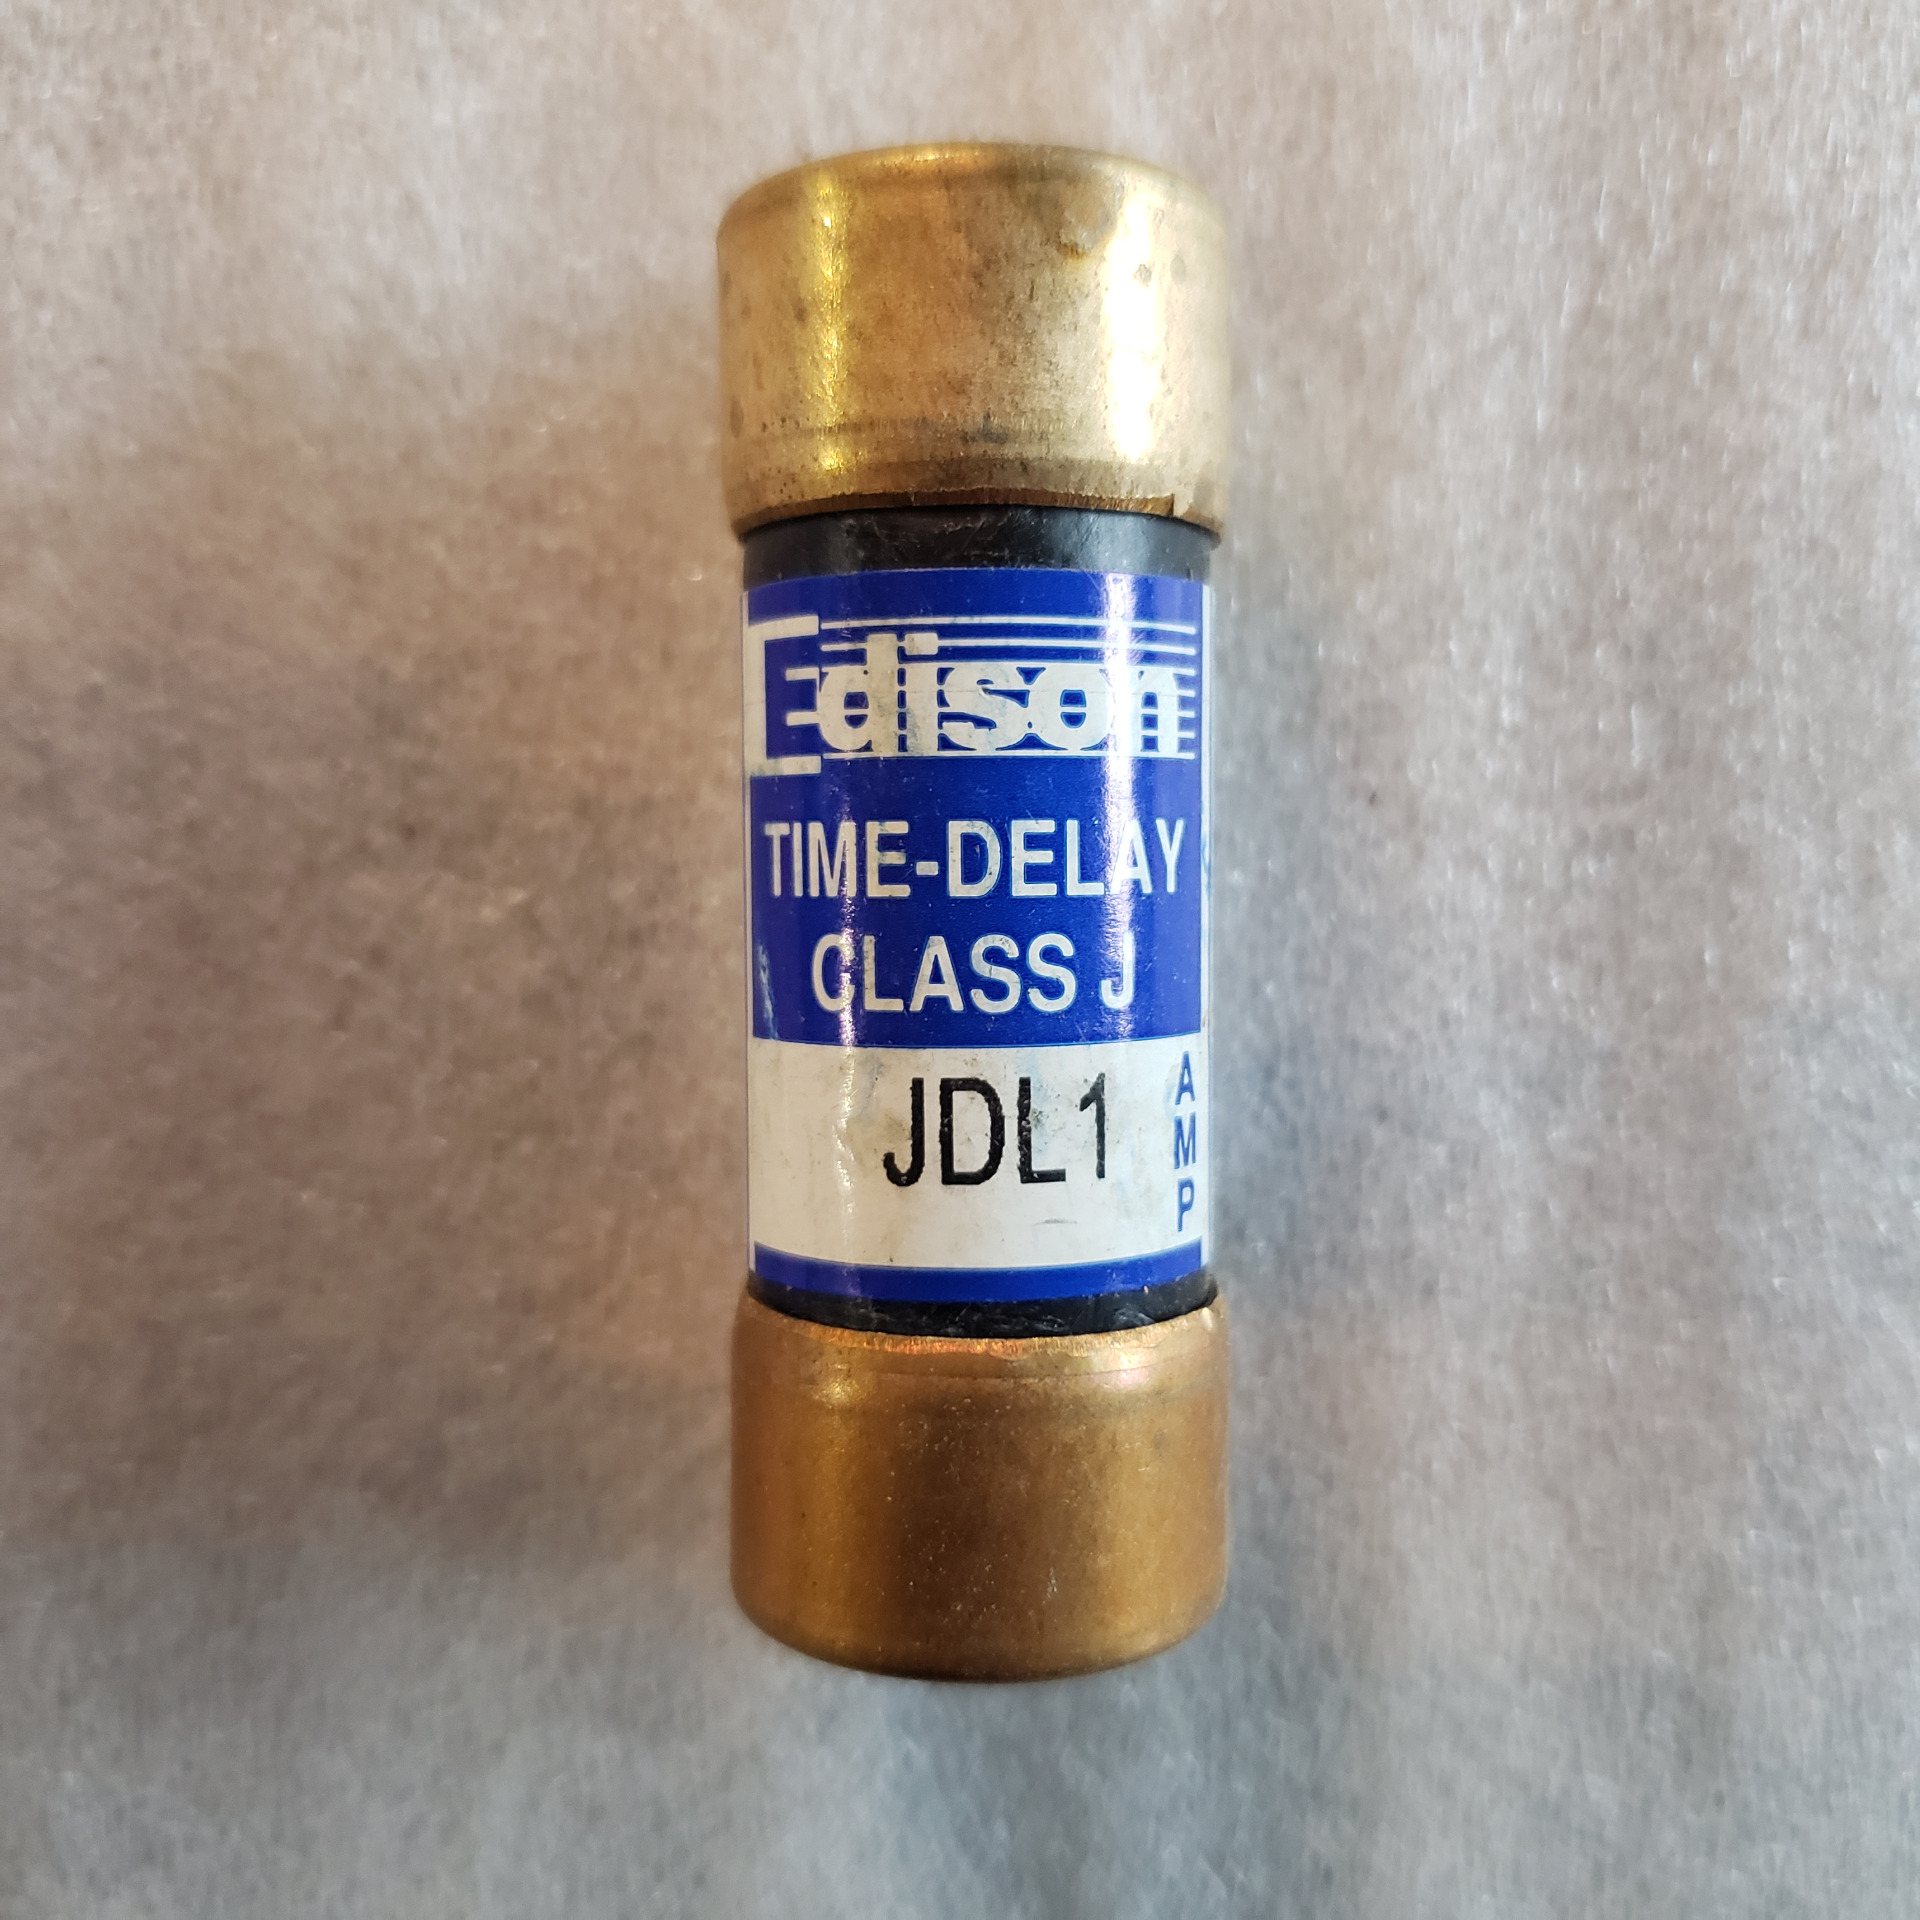 Edison
TIME-DELAY
CLASS J
JDL1
AMP